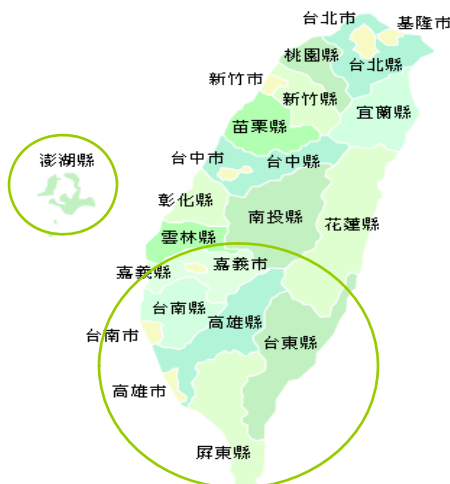 台北市
基隆市
桃園縣
台北縣
新竹市
新竹縣
宜蘭縣
苗栗縣
台中市
台中縣
澎湖縣
彰化縣
南投縣
花蓮縣
雲林縣
嘉義縣
嘉義市
台南縣
高雄縣
台南市
台東縣
高雄市
屏東縣